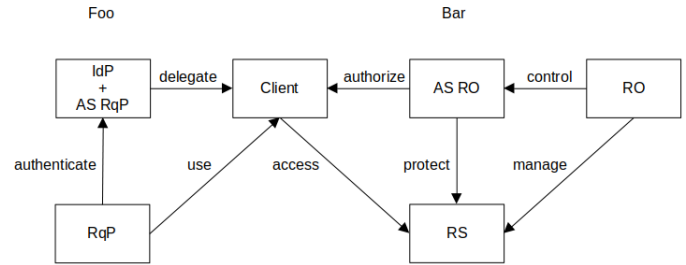 Foo
Bar
IdP
+
AS RqP
delegate
Client
authorize
AS RO
control
RO
authenticate
use
access
protect
manage
RqP
RS